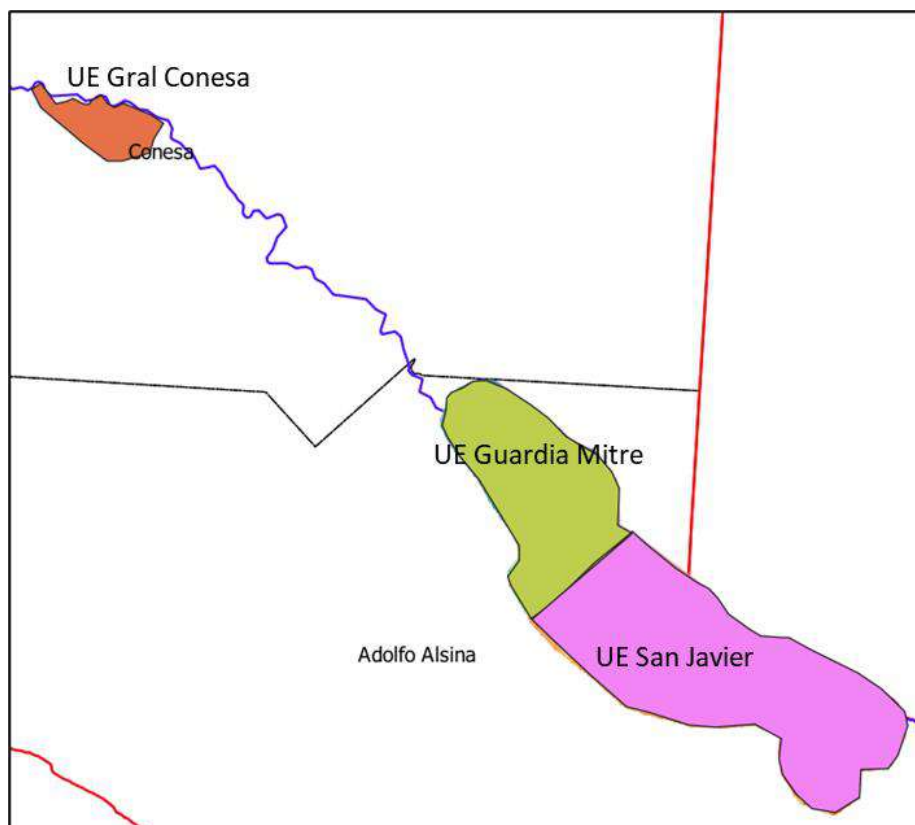 UE Gral Conesa
Conesa
UE Guardia Mitre
Adolfo Alsina
UE San Javier